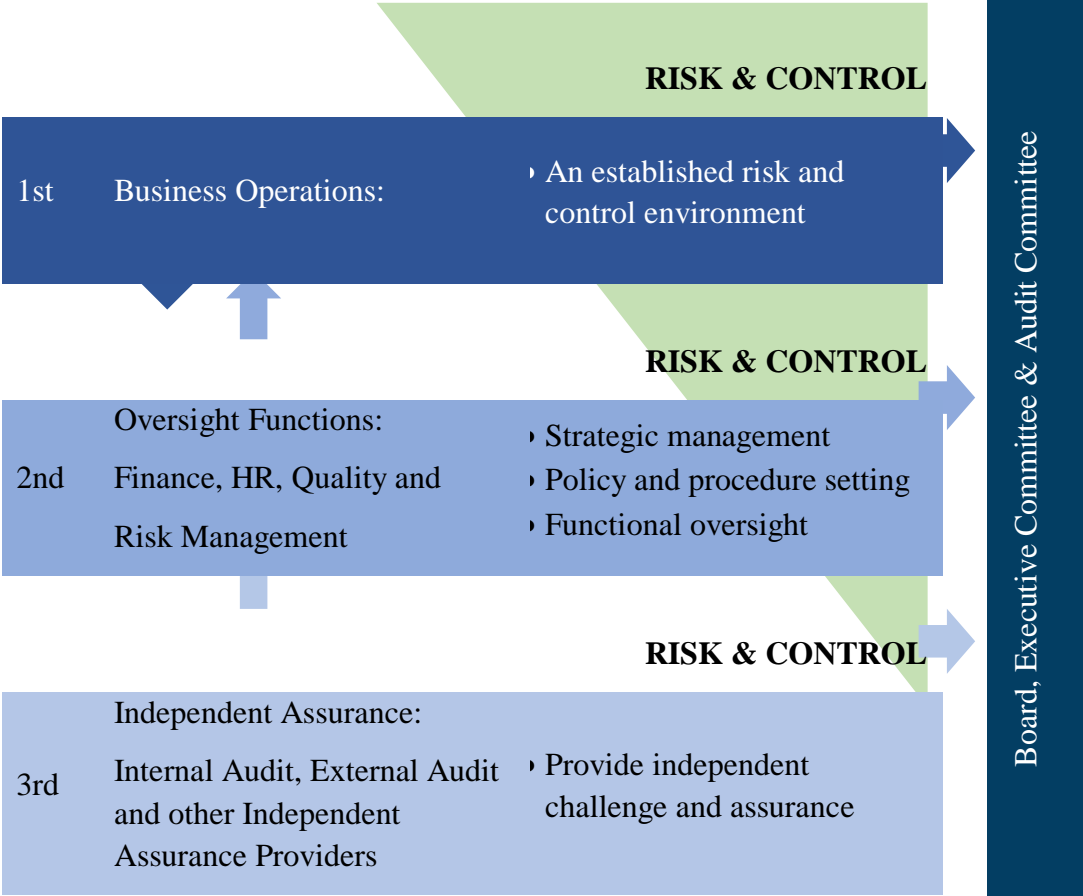 RISK & CONTROL
1st
Business Operations:
• An established risk and
control environment
RISK & CONTROL
2nd
Oversight Functions:
Finance, HR, Quality and
Risk Management
• Strategic management
• Policy and procedure setting
• Functional oversight
RISK & CONTROL
3rd
Independent Assurance:
Internal Audit, External Audit
and other Independent
Assurance Providers
• Provide independent
challenge and assurance
Board, Executive Committee & Audit Committee